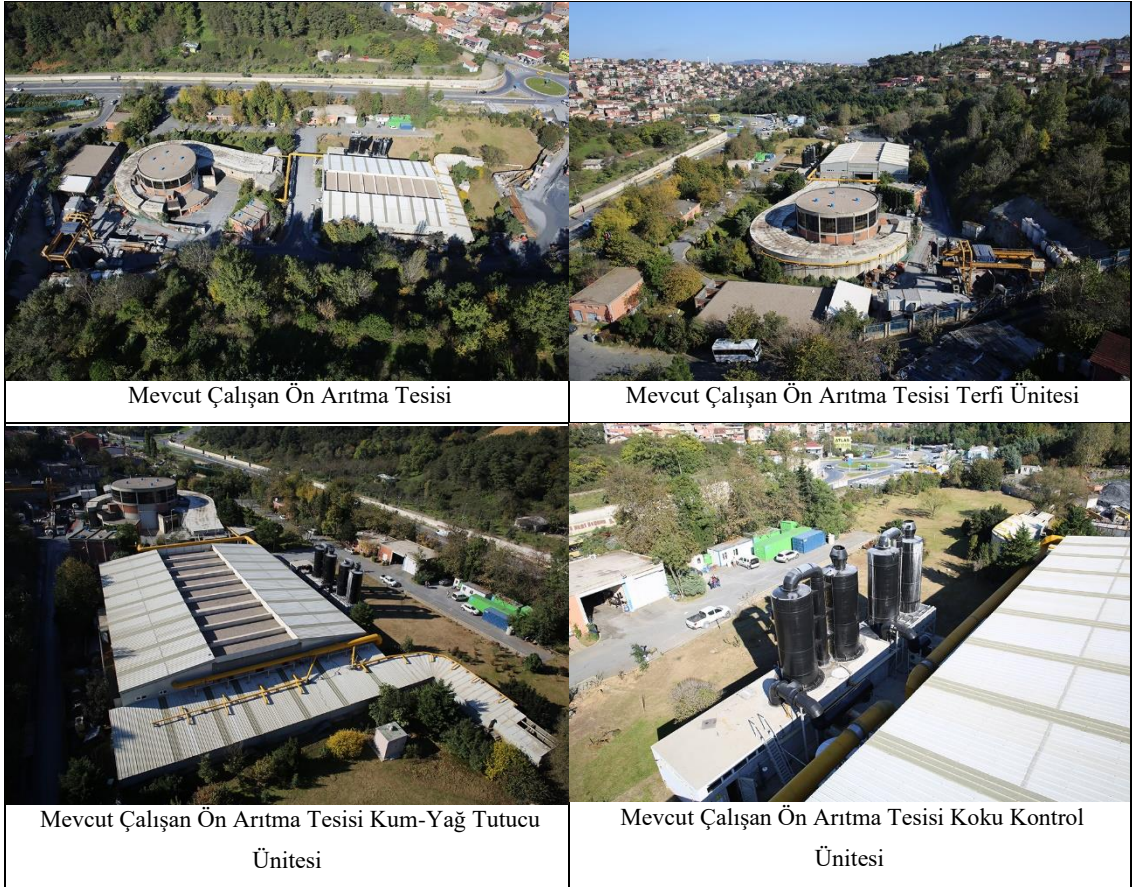 Mevcut Çalışan Ön Arıtma Tesisi
Mevcut Çalışan Ön Arıtma Tesisi Terfi Ünitesi
Mevcut Çalışan Ön Arıtma Tesisi Kum-Yağ Tutucu
Ünitesi
Mevcut Çalışan Ön Arıtma Tesisi Koku Kontrol
Ünitesi